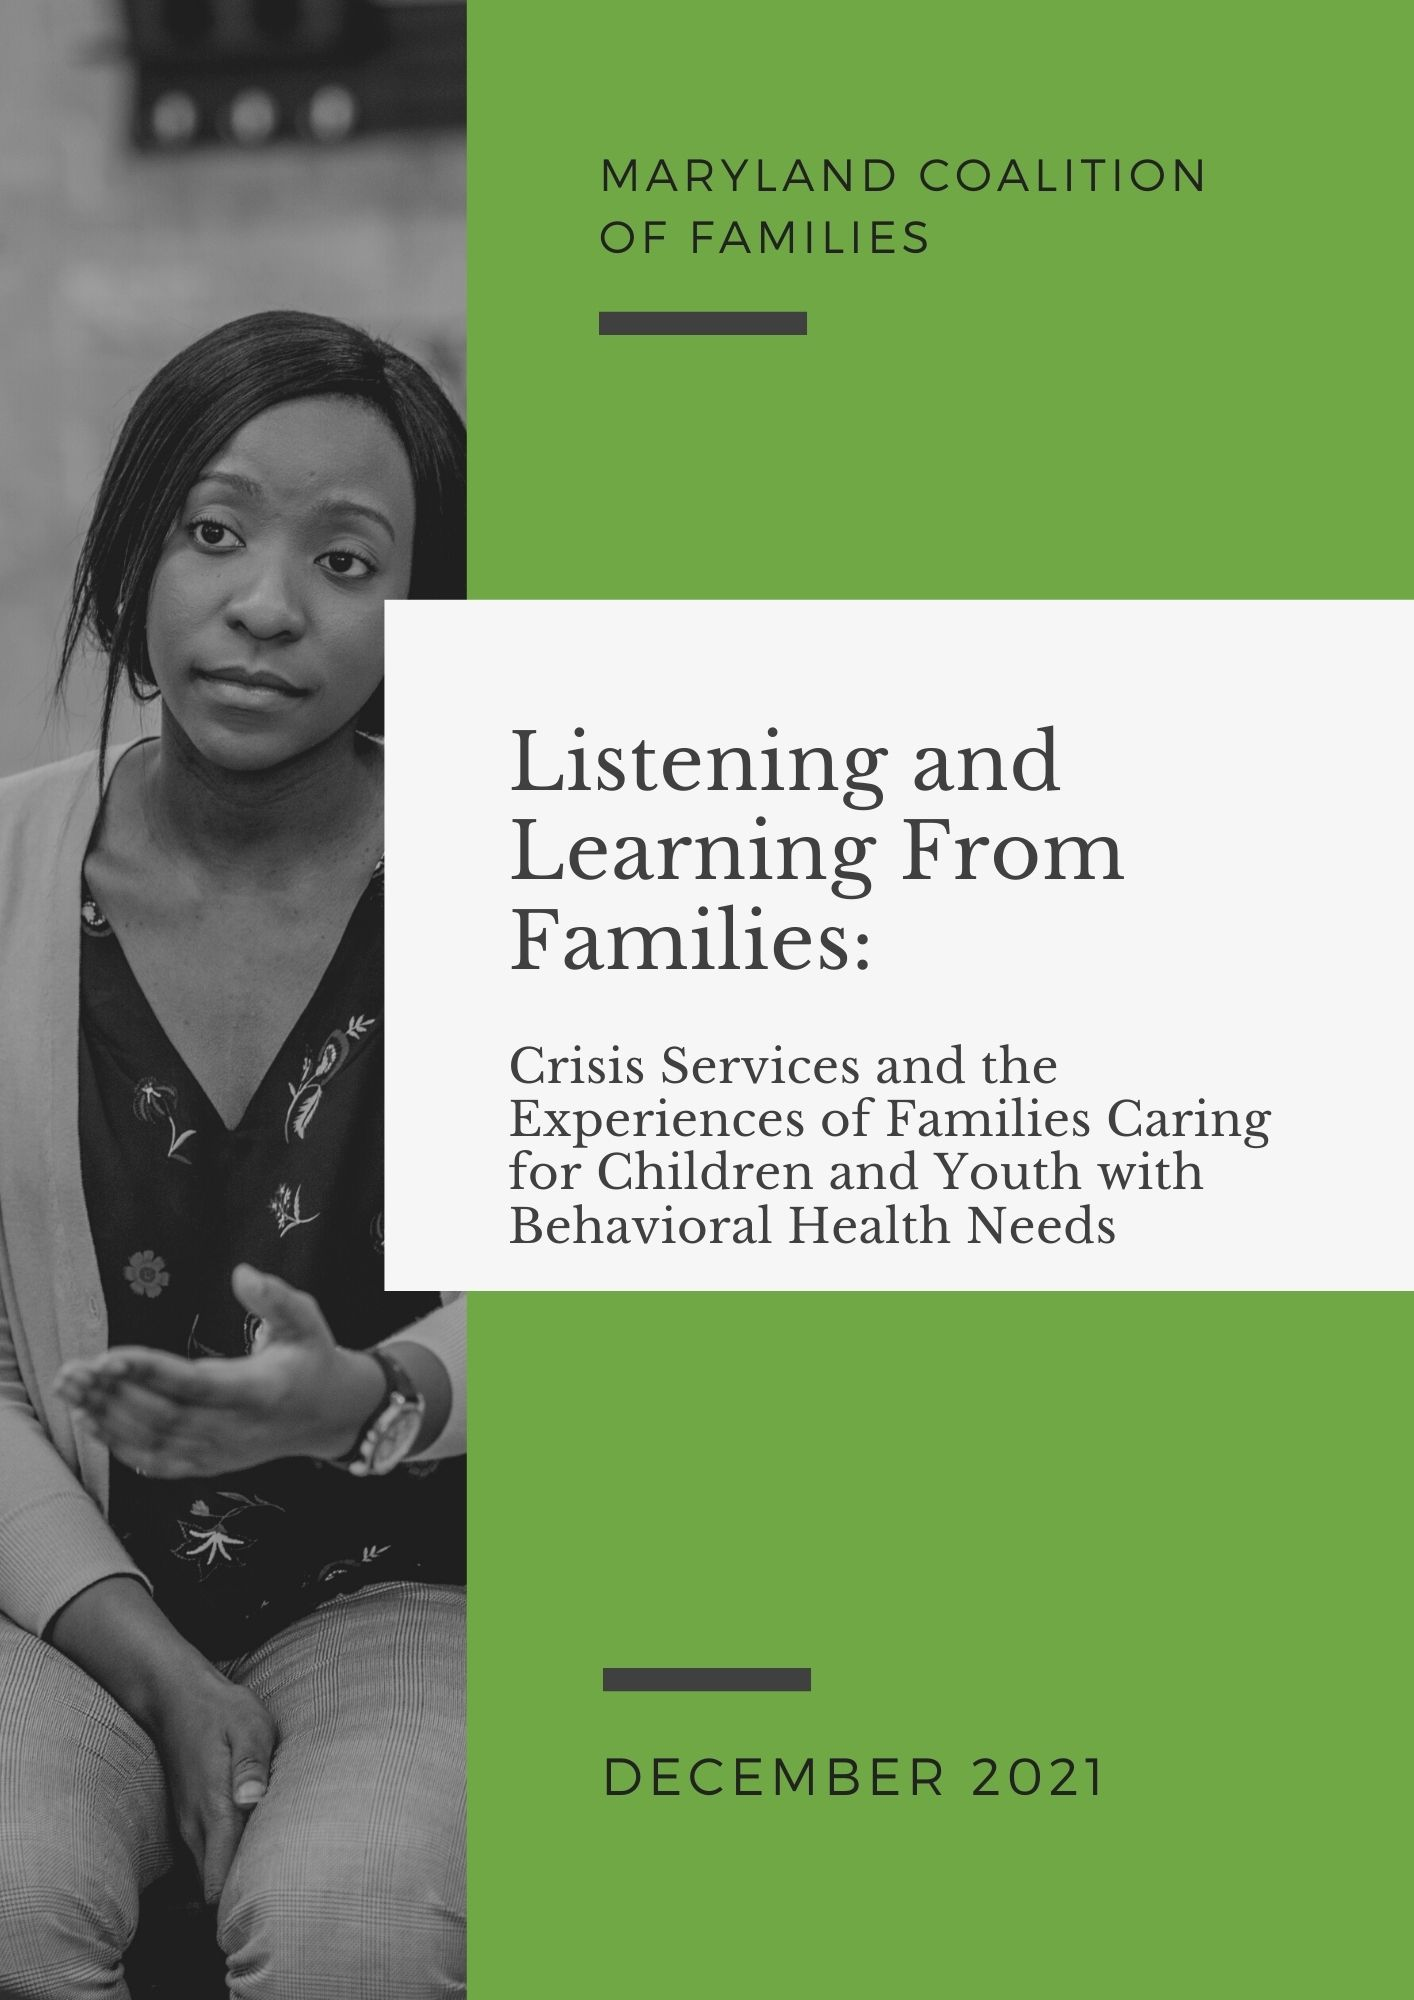 MARYLAND COALITION
OF FAMILIES
Listening and
Learning From
Families:
Crisis Services and the
Experiences of Families Caring
for Children and Youth with
Behavioral Health Needs
DECEMBER 2021